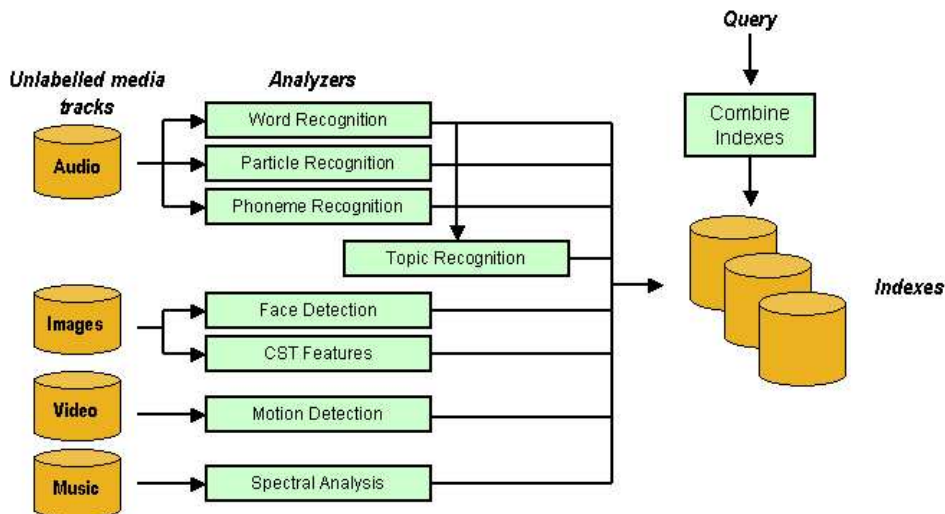 Query
Unlabelled media
tracks
Analyzers
Word Recognition
Combine
Indexes
Audio
Particle Recognition
Phoneme Recognition
Topic Recognition
Indexes
Images
Face Detection
CST Features
Video
Motion Detection
Music
Spectral Analysis